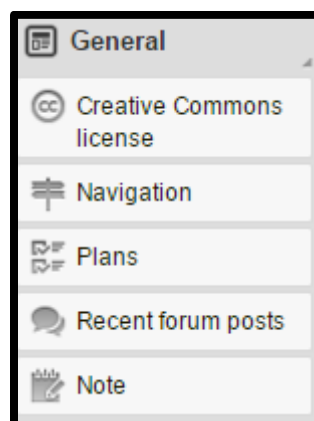 General
Creative Commons
license
Navigation
Plans
Recent forum posts
Note